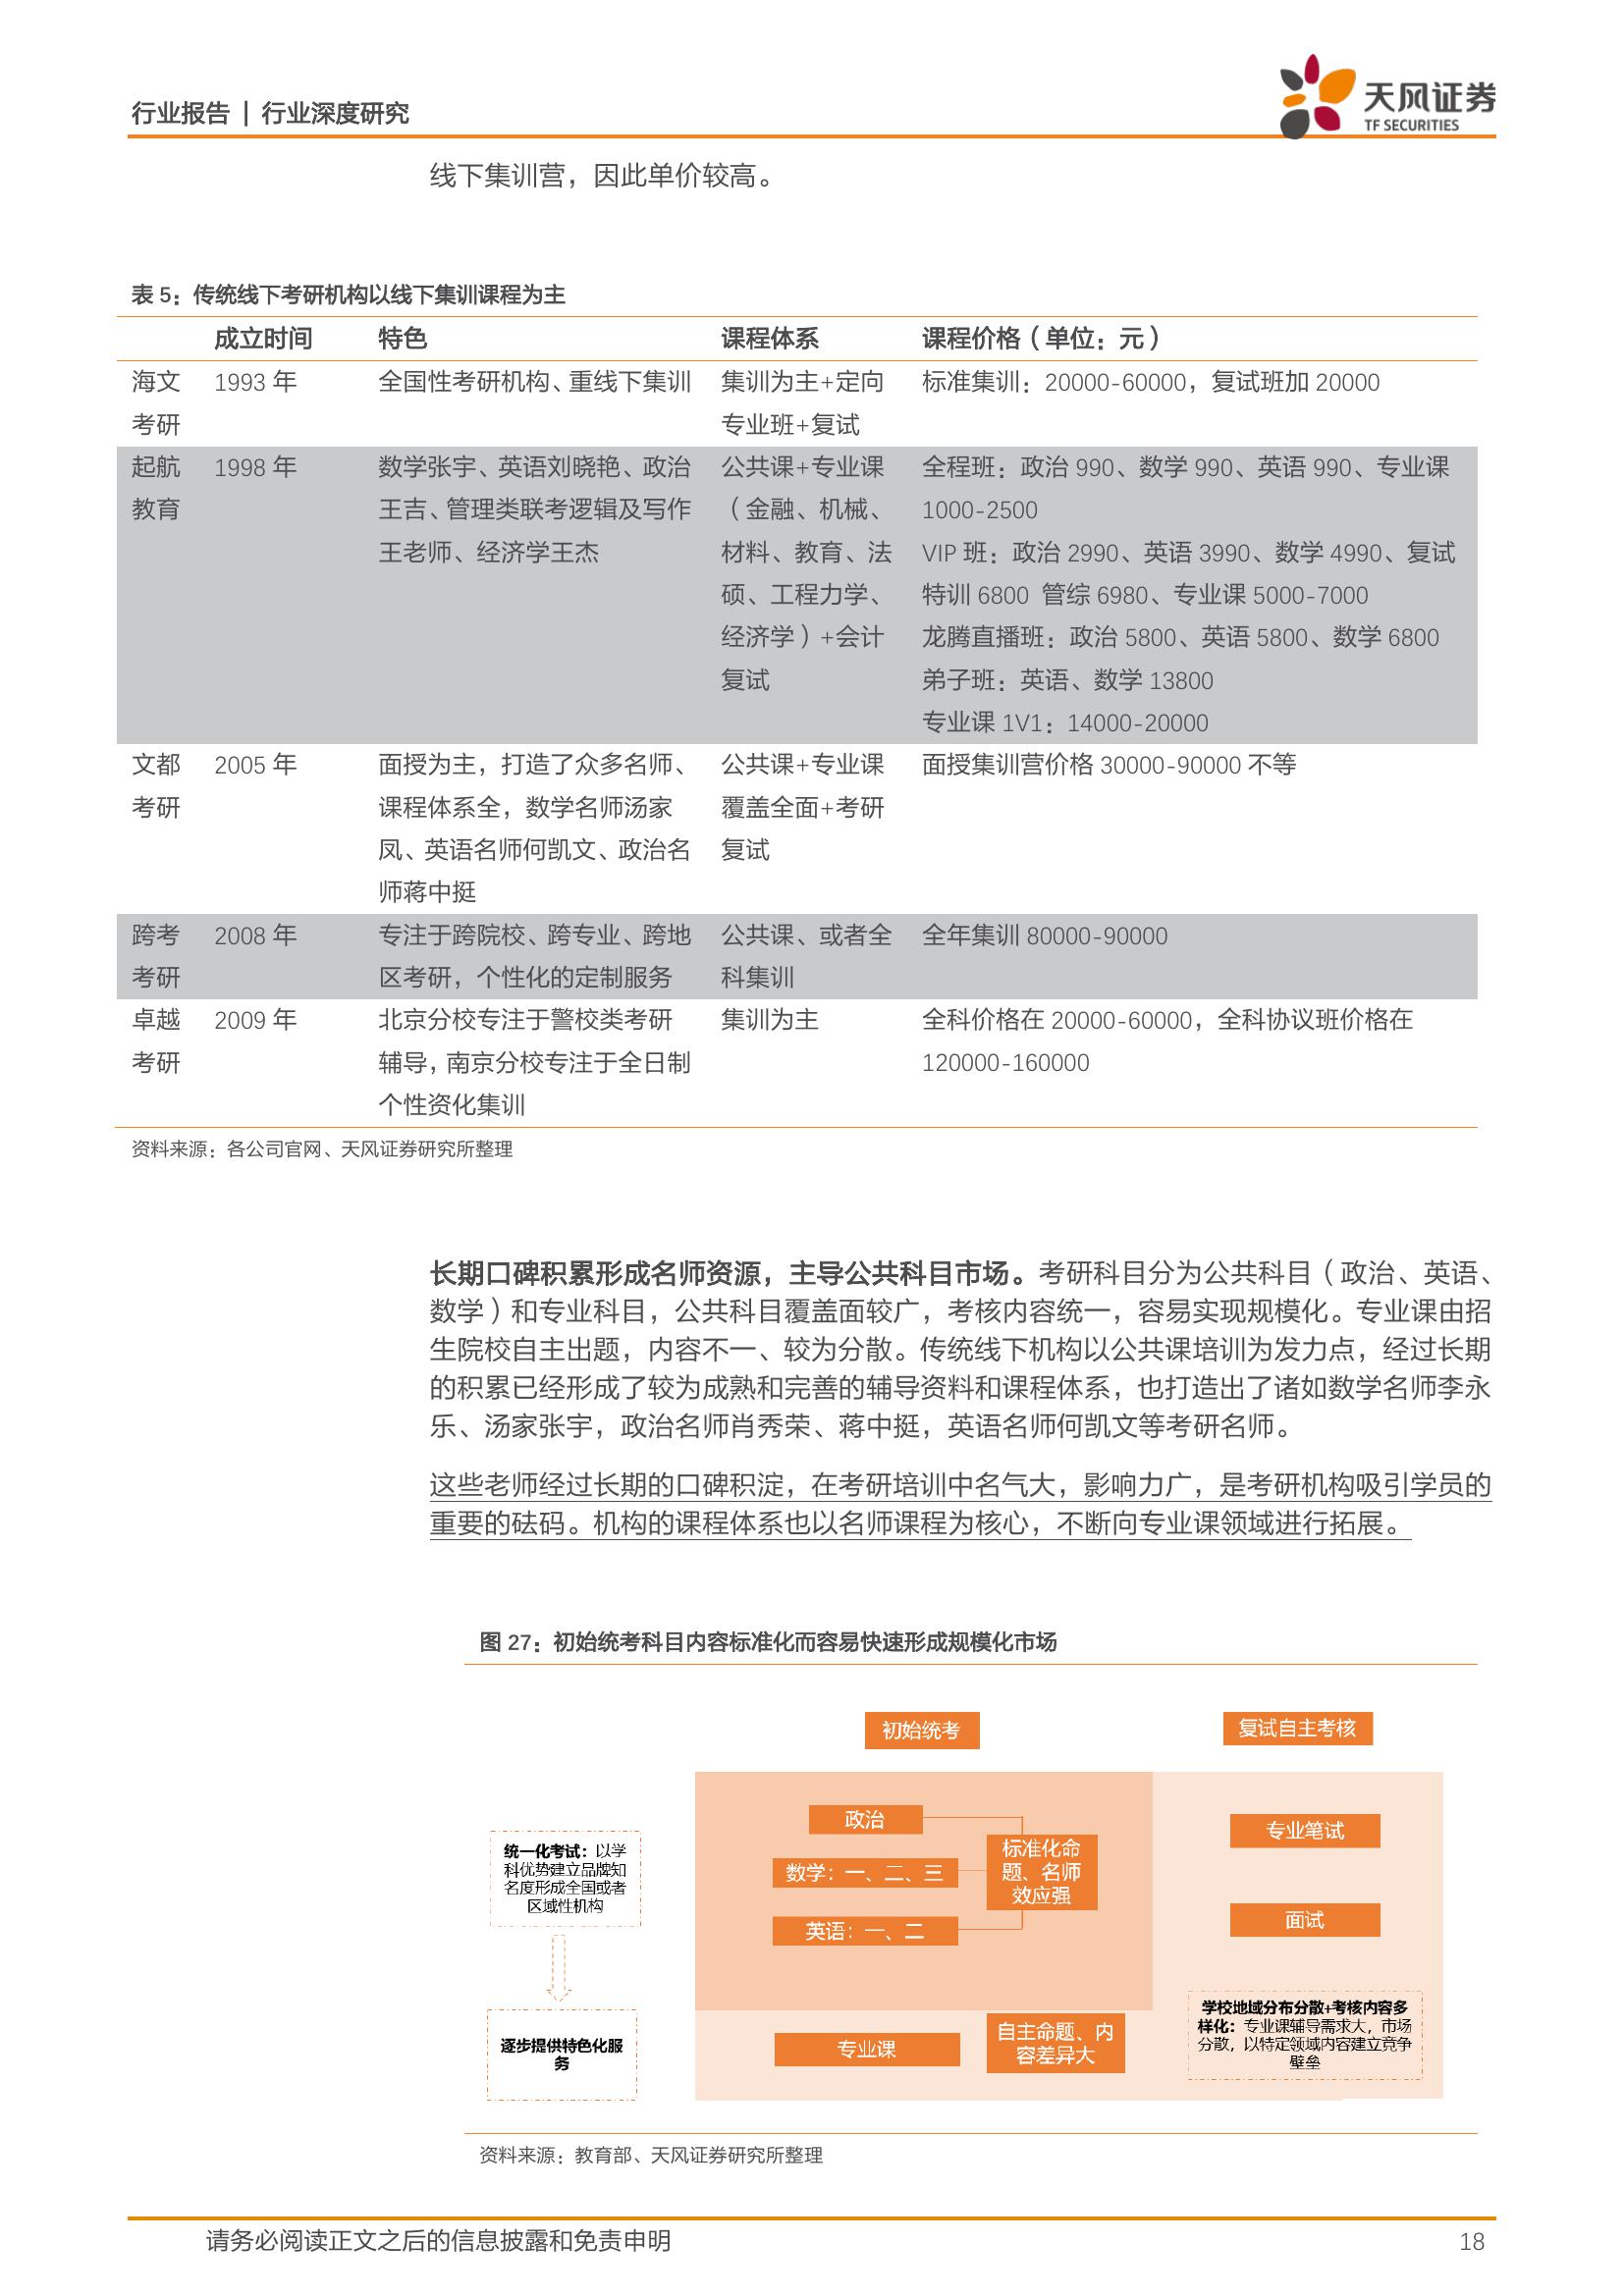 行业报告 | 行业深度研究
天风证券
TF SECURITIES
线下集训营，因此单价较高。
表 5：传统线下考研机构以线下集训课程为主
成立时间 特色 课程体系 课程价格（单位：元）
海文 1993 年 全国性考研机构、重线下集训 集训为主+定向 标准集训：20000-60000，复试班加 20000
考研 专业班+复试
起航 1998 年 数学张宇、英语刘晓艳、政治 公共课+专业课 全程班：政治 990、数学 990、英语 990、专业课
教育 王吉、管理类联考逻辑及写作 （金融、机械、 1000-2500
王老师、经济学王杰 材料、教育、法 VIP 班：政治 2990、英语 3990、数学 4990、复试
硕、工程力学、 特训 6800 管综 6980、专业课 5000-7000
经济学）+会计 龙腾直播班：政治 5800、英语 5800、数学 6800
复试 弟子班：英语、数学 13800
专业课 1V1：14000-20000
文都 2005 年 面授为主，打造了众多名师、 公共课+专业课 面授集训营价格 30000-90000 不等
考研 课程体系全，数学名师汤家 覆盖全面+考研
凤、英语名师何凯文、政治名 复试
师蒋中挺
跨考 2008 年 专注于跨院校、跨专业、跨地 公共课、或者全 全年集训 80000-90000
考研 区考研，个性化的定制服务 科集训
卓越 2009 年 北京分校专注于警校类考研 集训为主 全科价格在 20000-60000，全科协议班价格在
考研 辅导，南京分校专注于全日制 120000-160000
个性资化集训
资料来源：各公司官网、天风证券研究所整理
长期口碑积累形成名师资源，主导公共科目市场。考研科目分为公共科目（政治、英语、
数学）和专业科目，公共科目覆盖面较广，考核内容统一，容易实现规模化。专业课由招
生院校自主出题，内容不一、较为分散。传统线下机构以公共课培训为发力点，经过长期
的积累已经形成了较为成熟和完善的辅导资料和课程体系，也打造出了诸如数学名师李永
乐、汤家张宇，政治名师肖秀荣、蒋中挺，英语名师何凯文等考研名师。
这些老师经过长期的口碑积淀，在考研培训中名气大，影响力广，是考研机构吸引学员的
重要的砝码。机构的课程体系也以名师课程为核心，不断向专业课领域进行拓展。
图 27：初始统考科目内容标准化而容易快速形成规模化市场
初始统考
复试自主考核
统一化考试：以学
科优势建立品牌知
名度形成全国或者
区域性机构
逐步提供特色化服
务
政治
数学：一、二、三
英语：一、二
标准化命
题、名师
效应强
专业课
自主命题、内
容差异大
专业笔试
面试
学校地域分布分散+考核内容多
样化：专业课辅导需求大，市场
分散，以特定领域内容建立竞争
壁垒
资料来源：教育部、天风证券研究所整理
请务必阅读正文之后的信息披露和免责申明
18